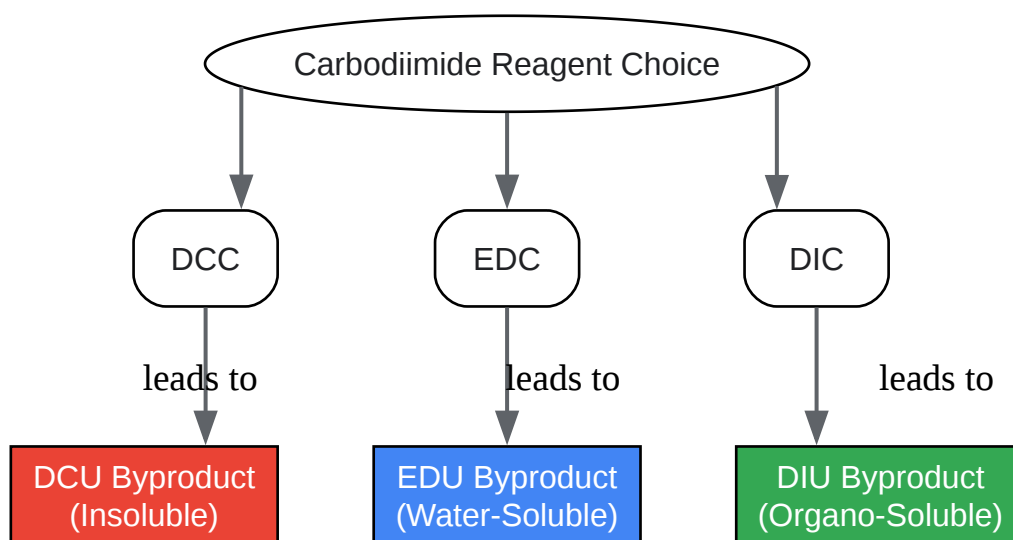 Carbodiimide Reagent Choice
DCC
EDC
DIC
leads to
leads to
leads to
DCU Byproduct
(Insoluble)
EDU Byproduct
(Water-Soluble)
DIU Byproduct
(Organo-Soluble)